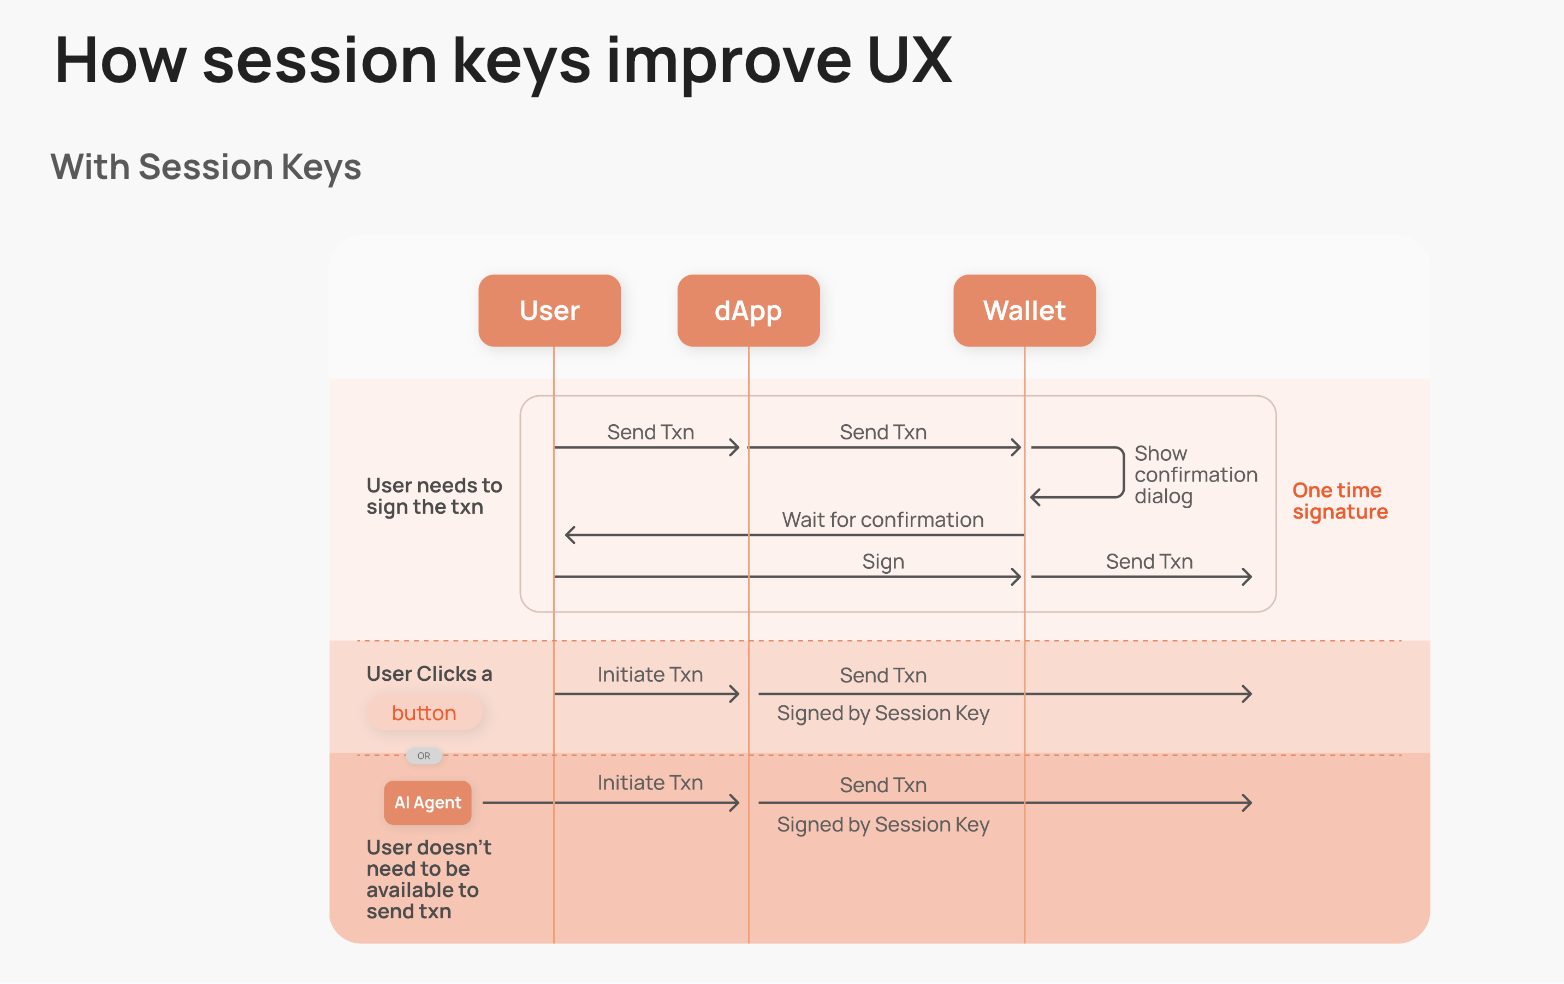 How session keys improve UX
With Session Keys
User
dApp
Wallet
Send Txn
Send Txn
Show
confirmation
dialog
User needs to
sign the txn
One time
signature
Wait for confirmation
Sign
Send Txn
User Clicks a
button
Initiate Txn
Send Txn
Signed by Session Key
OR
AI Agent
Initiate Txn
Send Txn
Signed by Session Key
User doesn't
need to be
available to
send txn